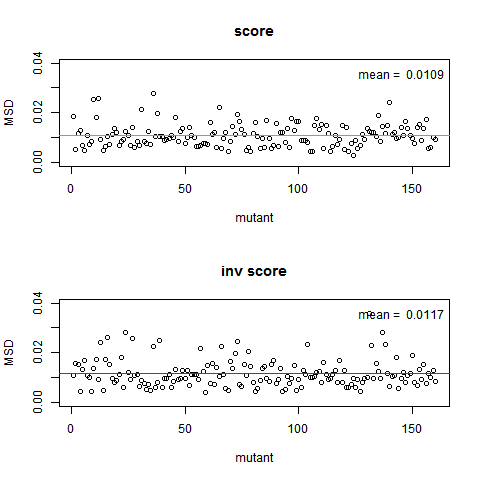 score
mean = 0.0109
MSD
0.04
0.02
0.00
0
50
100
150
mutant
inv score
mean = 0.0117
MSD
0.04
0.02
0.00
0
50
100
150
mutant